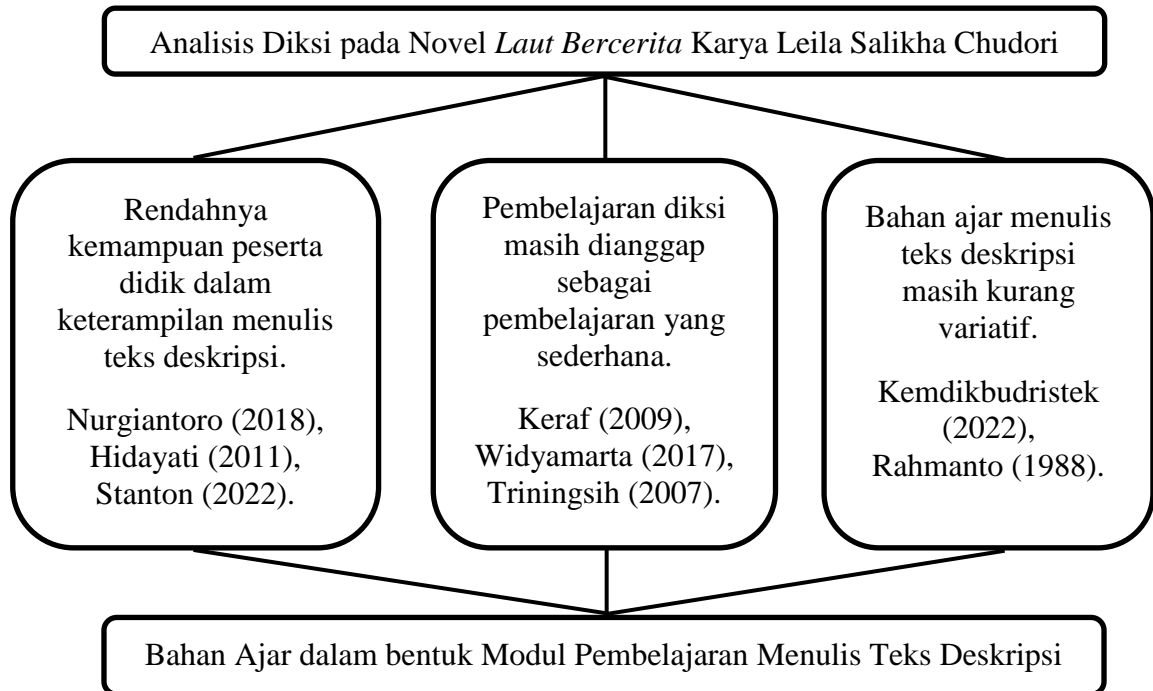 Analisis Diksi pada Novel Laut Bercerita Karya Leila Salikha Chudori
Rendahnya
kemampuan peserta
didik dalam
keterampilan menulis
teks deskripsi.
Nurgiantoro (2018),
Hidayati (2011),
Stanton (2022).
Pembelajaran diksi
masih dianggap
sebagai
pembelajaran yang
sederhana.
Keraf (2009),
Widyamarta (2017),
Triningsih (2007).
Bahan ajar menulis
teks deskripsi
masih kurang
variatif.
Kemdikbudristek
(2022),
Rahmanto (1988).
Bahan Ajar dalam bentuk Modul Pembelajaran Menulis Teks Deskripsi